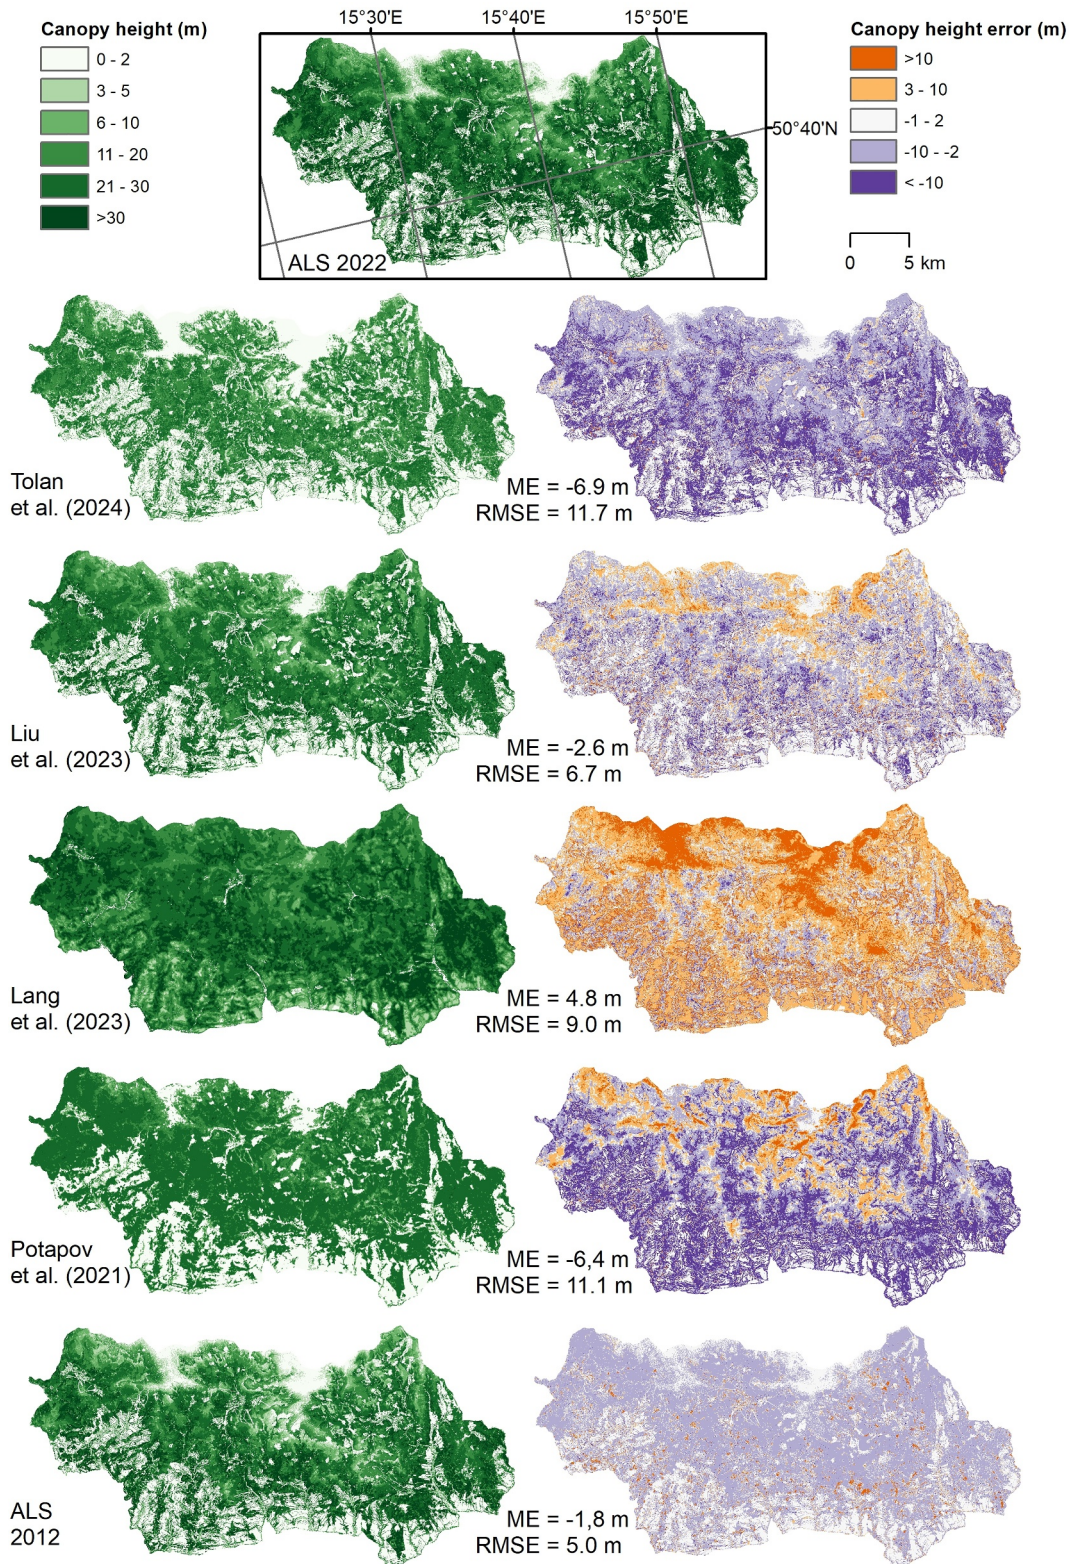 15°30'E 15°40'E 15°50'E
Canopy height (m)
0 - 2
3 - 5
6 - 10
11 - 20
21 - 30
>30
ALS 2022
50°40'N
Canopy height error (m)
>10
3 - 10
-1 - 2
-10 - -2
< -10
0 5 km
Tolan
et al. (2024)
ME = -6.9 m
RMSE = 11.7 m
Liu
et al. (2023)
ME = -2.6 m
RMSE = 6.7 m
Lang
et al. (2023)
ME = 4.8 m
RMSE = 9.0 m
Potapov
et al. (2021)
ME = -6,4 m
RMSE = 11.1 m
ALS
2012
ME = -1,8 m
RMSE = 5.0 m